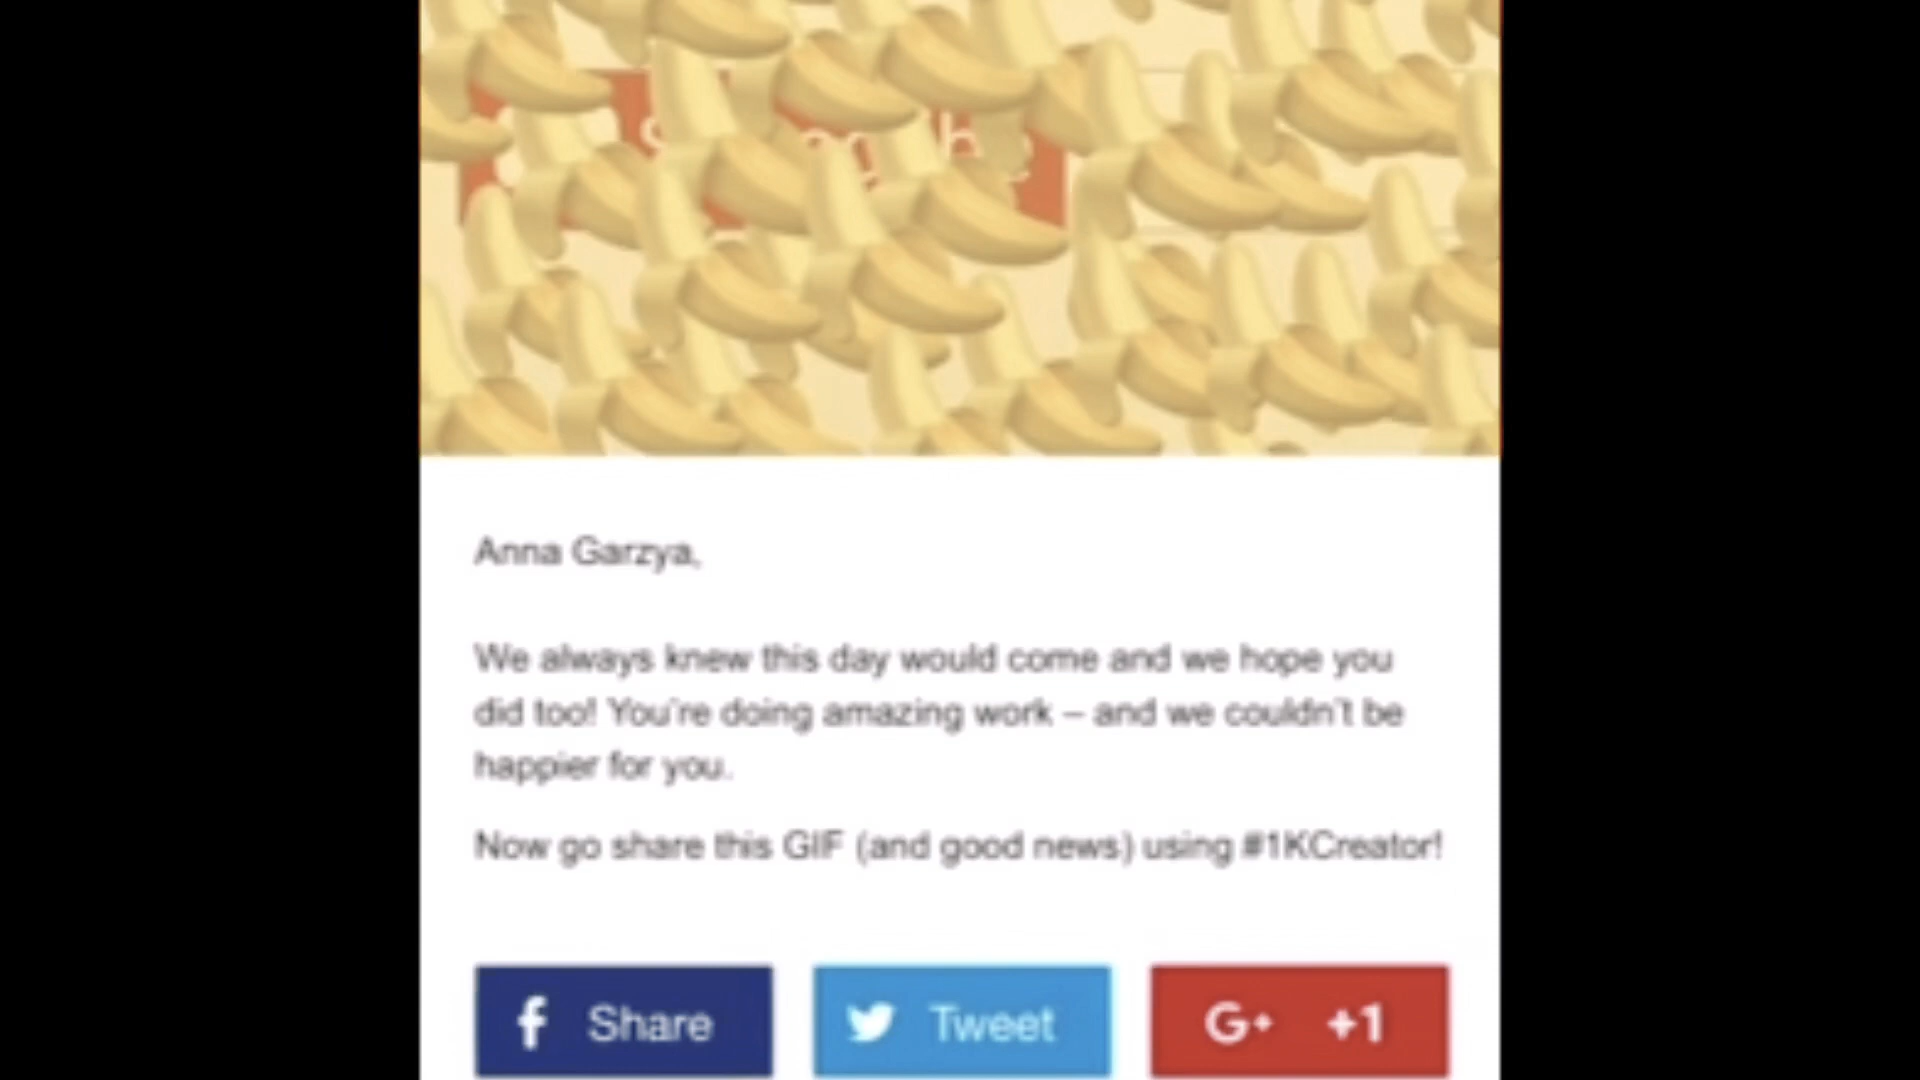 Anna Garzya,
We always knew this day would come and we hope you
did too! You're doing amazing work – and we couldn't be
happier for you.
Now go share this GIF (and good news) using #1KCreator!
f Share
Tweet
G+ +1